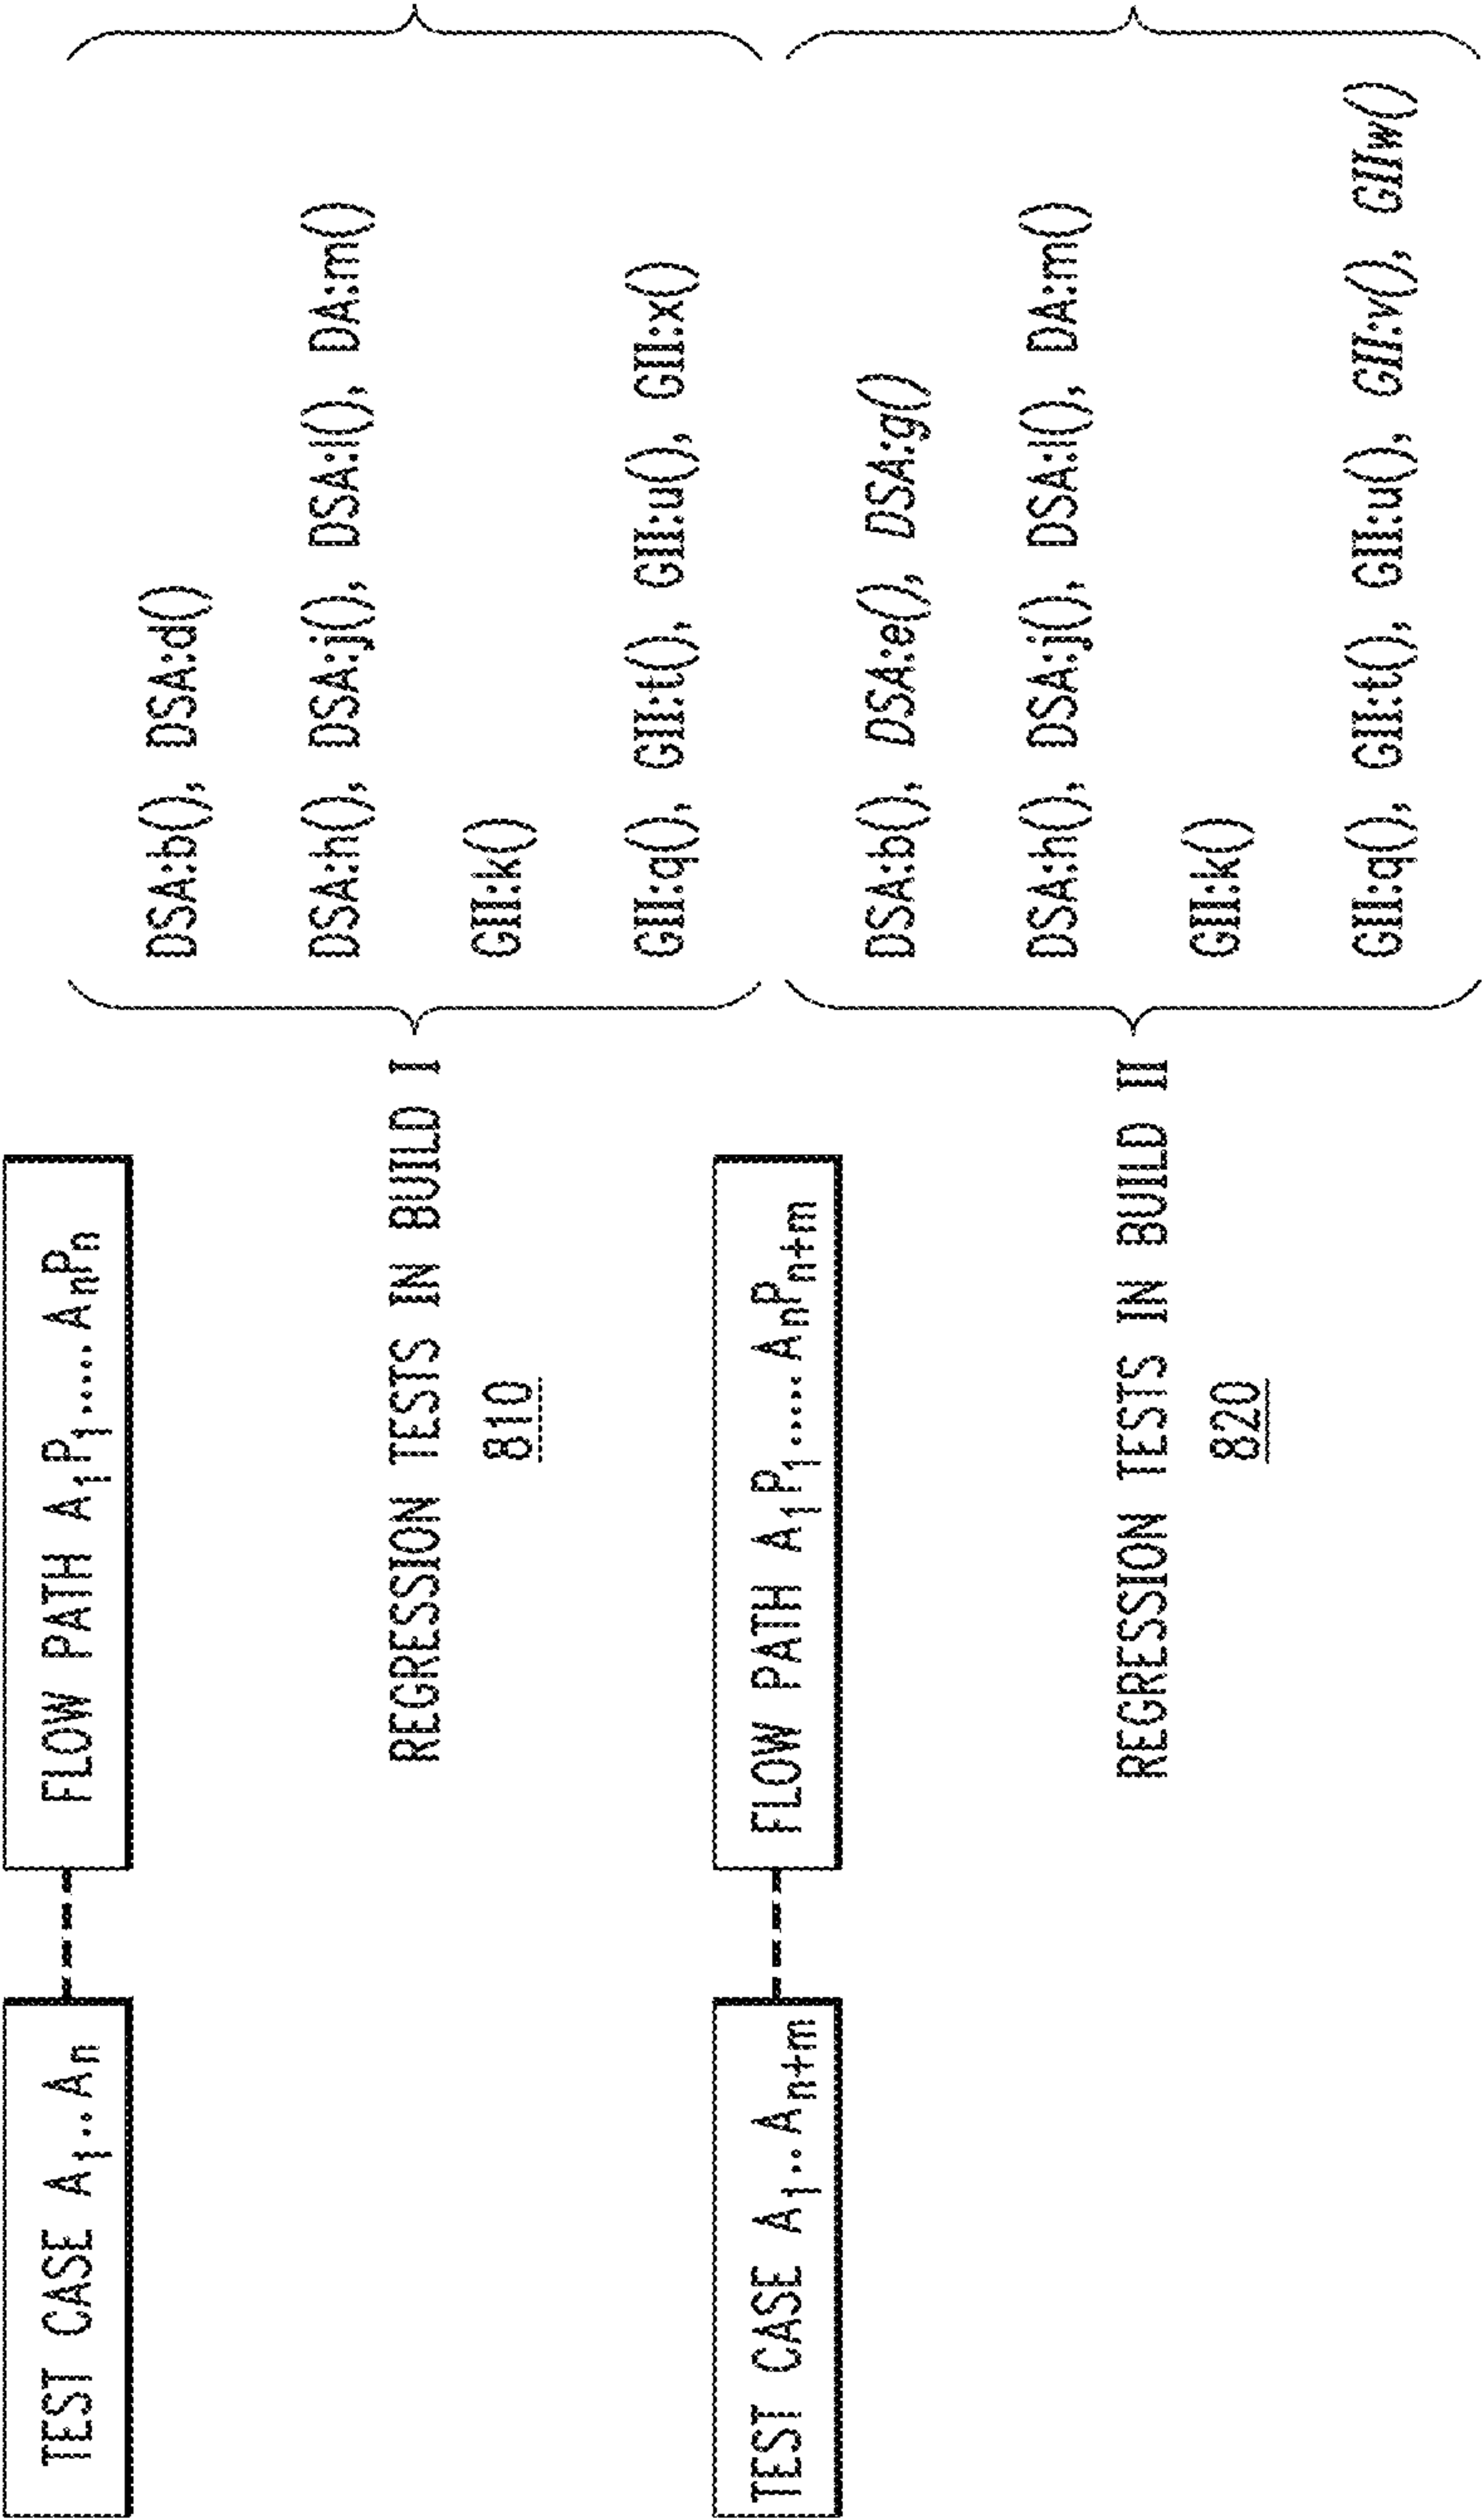 TEST CASE A₁..Aₙ
FLOW PATH A₁P₁.....AₙPₙ
REGRESSION TESTS IN BUILD I
810
DSA:b(), DSA:d()
DSA:h(), DSA:j(), DSA:l(), DA:m()
GII:k()
GII:q(), GII:t(), GII:u(), GII:x()
TEST CASE A₁..Aₙ₊ₘ
FLOW PATH A₁P₁.....AₙPₙ₊ₘ
REGRESSION TESTS IN BUILD II
820
DSA:b(), DSA:e(), DSA:g()
DSA:h(), DSA:j(), DSA:l(), DA:m()
GII:k()
GII:q(), GII:t(), GII:u(), GII:v(), GIIw()